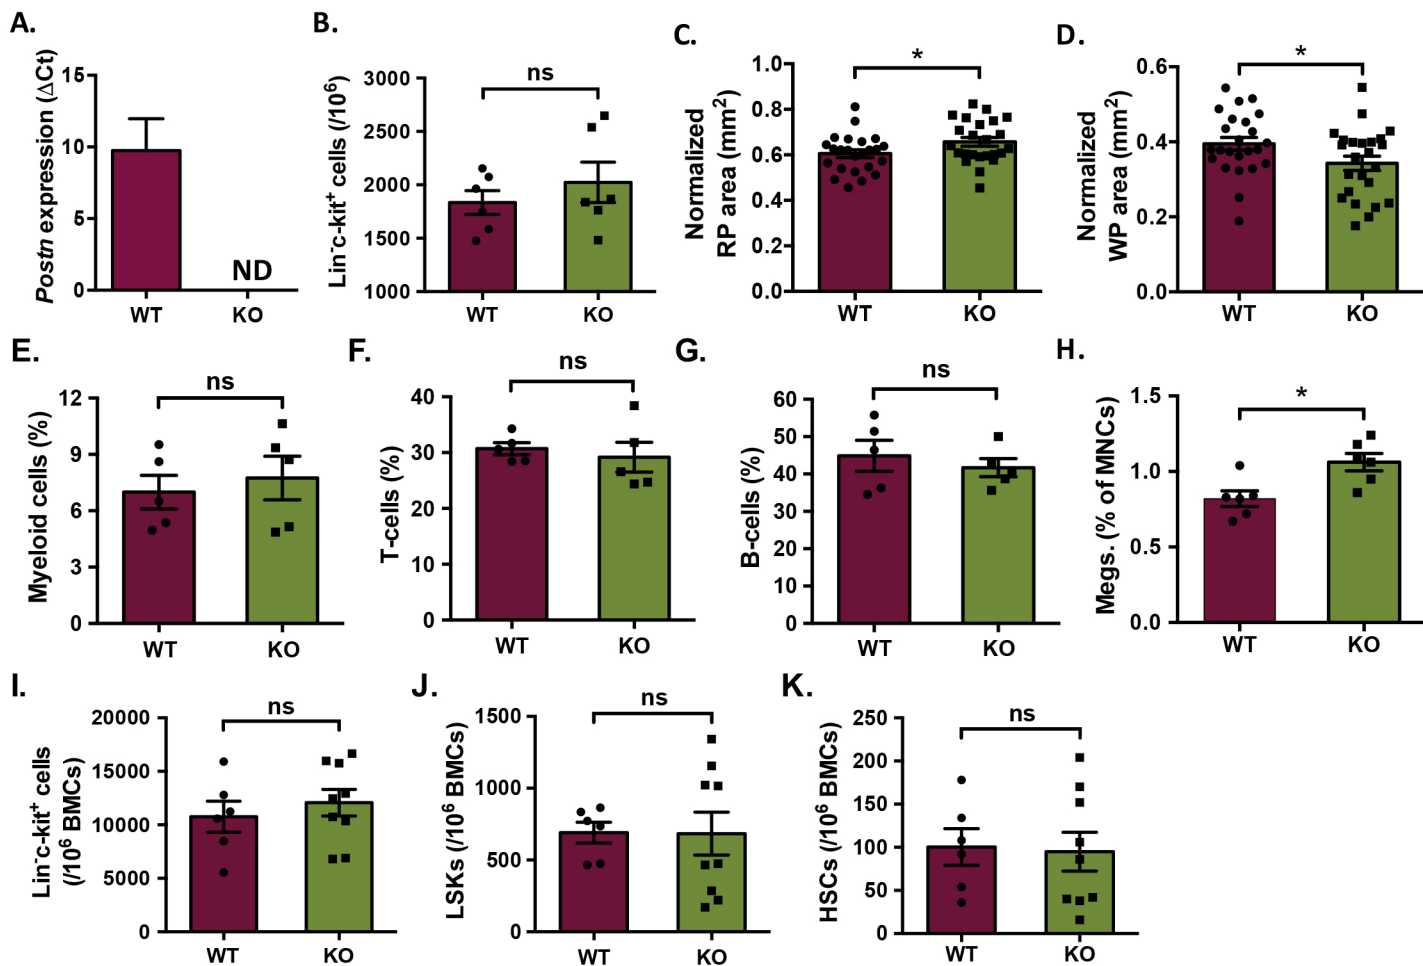 A.
Postn expression (ΔCt)
15
10
5
0
ND
WT
KO
B.
Lin⁻c-kit⁺ cells (/10⁶)
3000
2500
2000
1500
1000
ns
WT
KO
C.
Normalized
RP area (mm²)
1.0
0.8
0.6
0.4
0.2
0.0
*
WT
KO
D.
Normalized
WP area (mm²)
0.6
0.4
0.2
0.0
*
WT
KO
E.
Myeloid cells (%)
12
9
6
3
0
ns
WT
KO
F.
T-cells (%)
40
30
20
10
0
ns
WT
KO
G.
B-cells (%)
60
50
40
30
20
10
0
ns
WT
KO
H.
Megs. (% of MNCs)
1.5
1.0
0.5
0.0
*
WT
KO
I.
Lin⁻c-kit⁺ cells
(/10⁶ BMCs)
20000
15000
10000
5000
0
ns
WT
KO
J.
LSKs (/10⁶ BMCs)
1500
1000
500
0
ns
WT
KO
K.
HSCs (/10⁶ BMCs)
250
200
150
100
50
0
ns
WT
KO